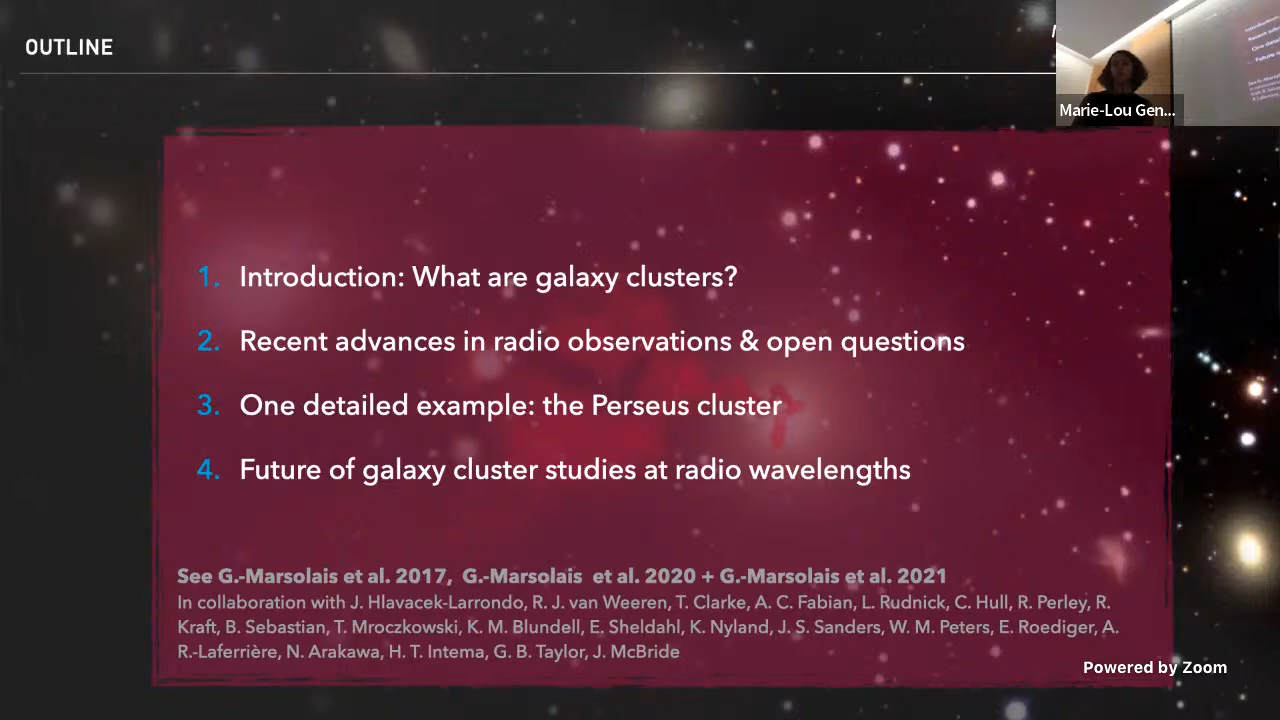 OUTLINE
Marie-Lou Gen...
1. Introduction: What are galaxy clusters?
2. Recent advances in radio observations & open questions
3. One detailed example: the Perseus cluster
4. Future of galaxy cluster studies at radio wavelengths
See G.-Marsolais et al. 2017, G.-Marsolais et al. 2020 + G.-Marsolais et al. 2021
In collaboration with J. Hlavacek-Larrondo, R. J. van Weeren, T. Clarke, A. C. Fabian, L. Rudnick, C. Hull, R. Perley, R.
Kraft, B. Sebastian, T. Mroczkowski, K. M. Blundell, E. Sheldahl, K. Nyland, J. S. Sanders, W. M. Peters, E. Roediger, A.
R.-Laferrière, N. Arakawa, H. T. Intema, G. B. Taylor, J. McBride
Powered by Zoom